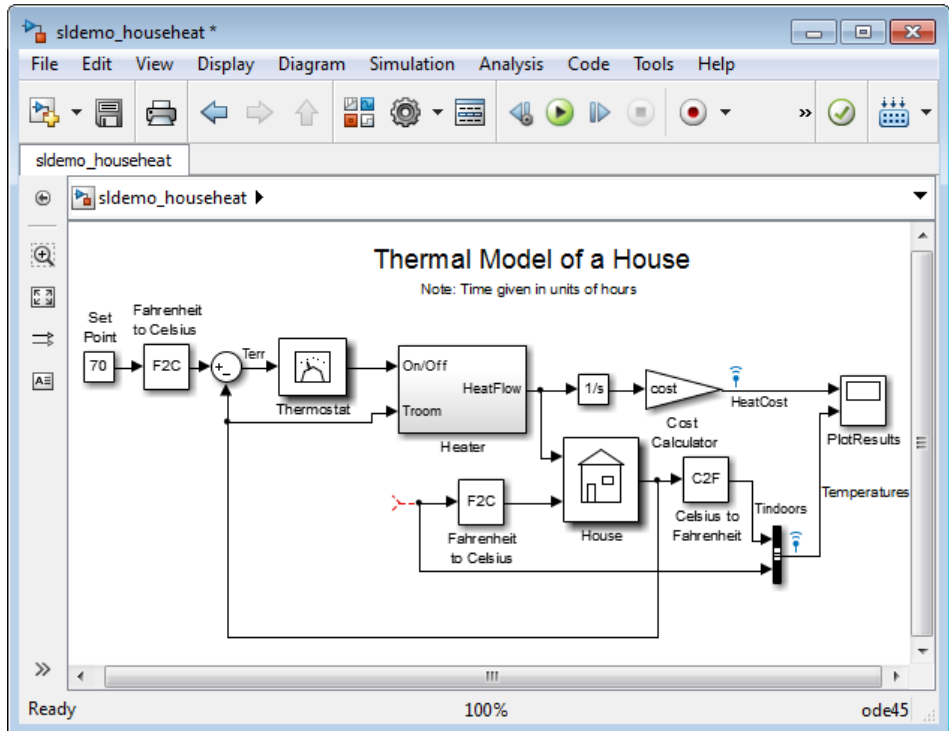 sldemo_househeat *
File Edit View Display Diagram Simulation Analysis Code Tools Help
»
sldemo_househeat
sldemo_househeat
Thermal Model of a House
Note: Time given in units of hours
Set
Point
70
Fahrenheit
to Celsius
F2C
+
-
Terr
Thermostat
On/Off
Troom
HeatFlow
Heater
1/s
cost
Cost
Calculator
HeatCost
PlotResults
F2C
Fahrenheit
to Celsius
House
C2F
Celsius to
Fahrenheit
Tindoors
Temperatures
A≡
»
Ready 100% ode45